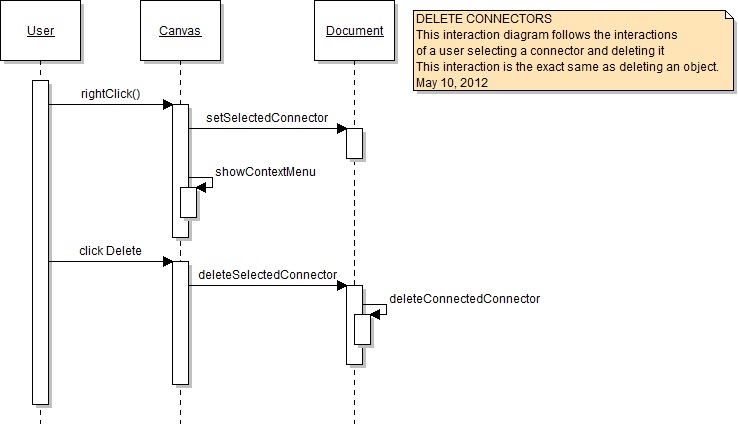 User
Canvas
Document
DELETE CONNECTORS
This interaction diagram follows the interactions
of a user selecting a connector and deleting it
This interaction is the exact same as deleting an object.
May 10, 2012
rightClick()
setSelectedConnector
showContextMenu
click Delete
deleteSelectedConnector
deleteConnectedConnector